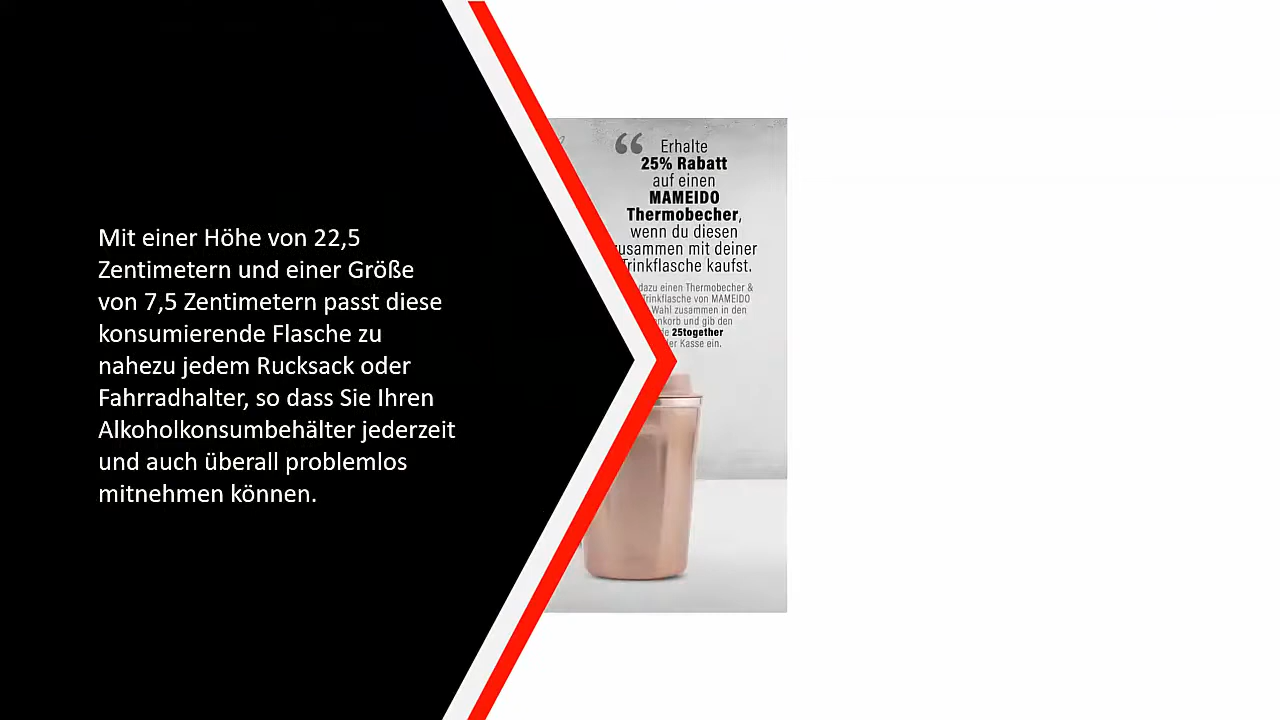 Mit einer Höhe von 22,5
Zentimetern und einer Größe
von 7,5 Zentimetern passt diese
konsumierende Flasche zu
nahezu jedem Rucksack oder
Fahrradhalter, so dass Sie Ihren
Alkoholkonsumbehälter jederzeit
und auch überall problemlos
mitnehmen können.
“ Erhalte
25% Rabatt
auf einen
MAMEIDO
Thermobecher,
wenn du diesen
usammen mit deiner
Trinkflasche kaufst.
dazu einen Thermobecher &
Trinkflasche von MAMEIDO
Wahl zusammen in den
enkorb und gib den
25together
er Kasse ein.